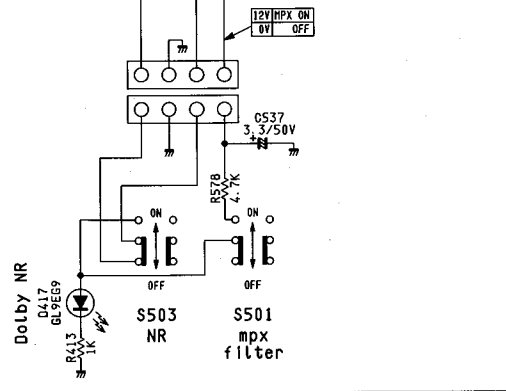 12V MPX ON
0V OFF
C537
3.3/50V
+
R578
4.7K
ON
ON
OFF
OFF
Dolby NR
D417
GL9EG9
R413
1K
S503
NR
S501
mpx
filter